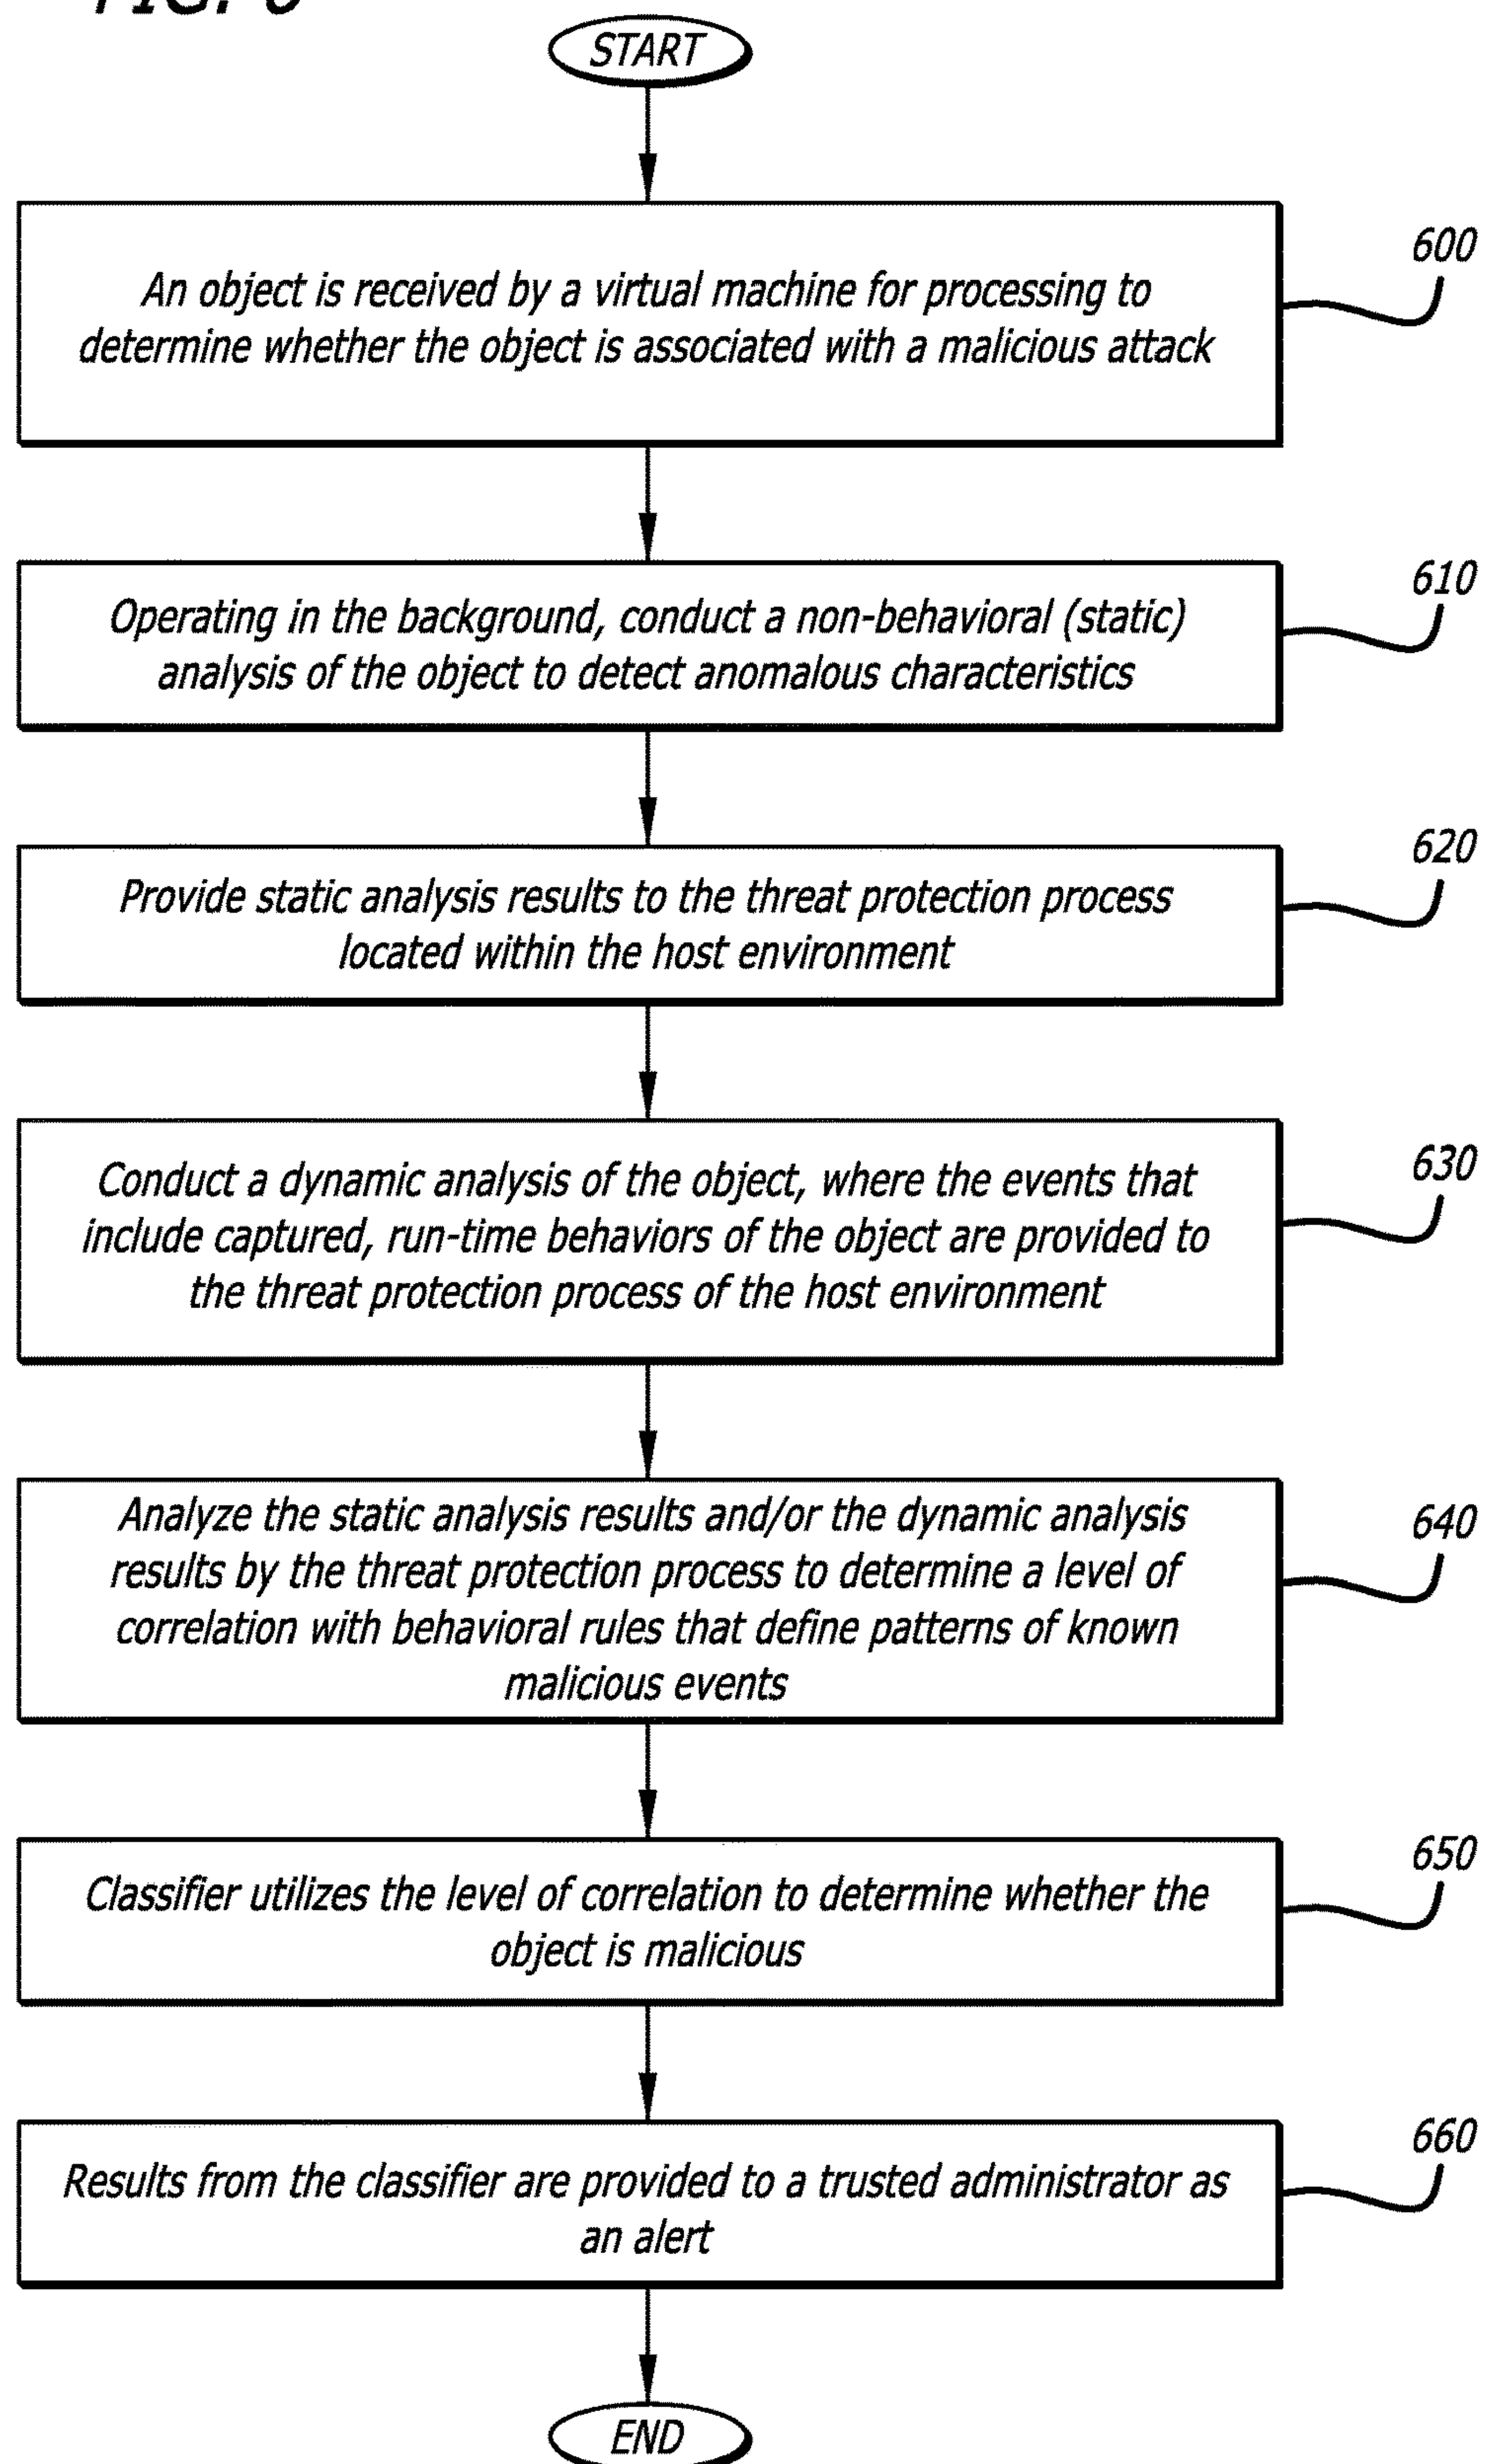 FIG. 6
START
An object is received by a virtual machine for processing to
determine whether the object is associated with a malicious attack
600
Operating in the background, conduct a non-behavioral (static)
analysis of the object to detect anomalous characteristics
610
Provide static analysis results to the threat protection process
located within the host environment
620
Conduct a dynamic analysis of the object, where the events that
include captured, run-time behaviors of the object are provided to
the threat protection process of the host environment
630
Analyze the static analysis results and/or the dynamic analysis
results by the threat protection process to determine a level of
correlation with behavioral rules that define patterns of known
malicious events
640
Classifier utilizes the level of correlation to determine whether the
object is malicious
650
Results from the classifier are provided to a trusted administrator as
an alert
660
END